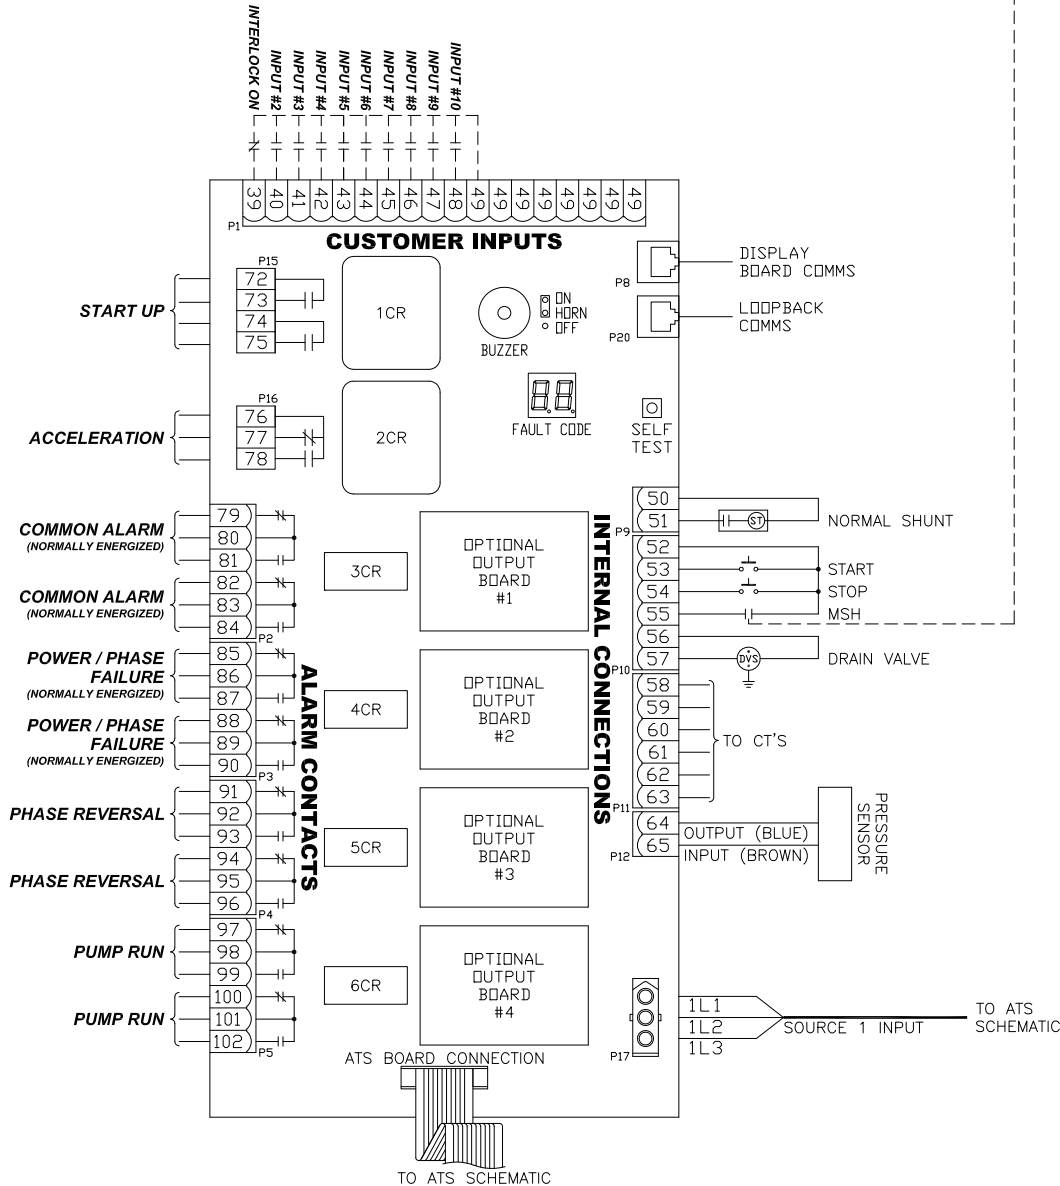 INTERLOCK ON
INPUT #2
INPUT #3
INPUT #4
INPUT #5
INPUT #6
INPUT #7
INPUT #8
INPUT #9
INPUT #10
39 40 41 42 43 44 45 46 47 48 49 49 49 49 49 49 49 49
P1
CUSTOMER INPUTS
START UP
P15
72
73
74
75
1CR
BUZZER
ON
HORN
OFF
P8
DISPLAY
BOARD COMMS
P20
LOOPBACK
COMMS
ACCELERATION
P16
76
77
78
2CR
FAULT CODE
SELF
TEST
COMMON ALARM
(NORMALLY ENERGIZED)
79
80
81
COMMON ALARM
(NORMALLY ENERGIZED)
82
83
84
P2
3CR
OPTIONAL
OUTPUT
BOARD
#1
POWER / PHASE
FAILURE
(NORMALLY ENERGIZED)
85
86
87
POWER / PHASE
FAILURE
(NORMALLY ENERGIZED)
88
89
90
P3
4CR
OPTIONAL
OUTPUT
BOARD
#2
ALARM CONTACTS
PHASE REVERSAL
91
92
93
PHASE REVERSAL
94
95
96
P4
5CR
OPTIONAL
OUTPUT
BOARD
#3
PUMP RUN
97
98
99
PUMP RUN
100
101
102
P5
6CR
OPTIONAL
OUTPUT
BOARD
#4
INTERNAL CONNECTIONS
50
51
P9
ST
NORMAL SHUNT
52
53
START
54
STOP
55
MSH
56
57
P10
DVS
DRAIN VALVE
58
59
60
61
62
63
P11
TO CT'S
64
65
P12
OUTPUT (BLUE)
INPUT (BROWN)
PRESSURE
SENSOR
P17
1L1
1L2
1L3
SOURCE 1 INPUT
TO ATS
SCHEMATIC
ATS BOARD CONNECTION
TO ATS SCHEMATIC